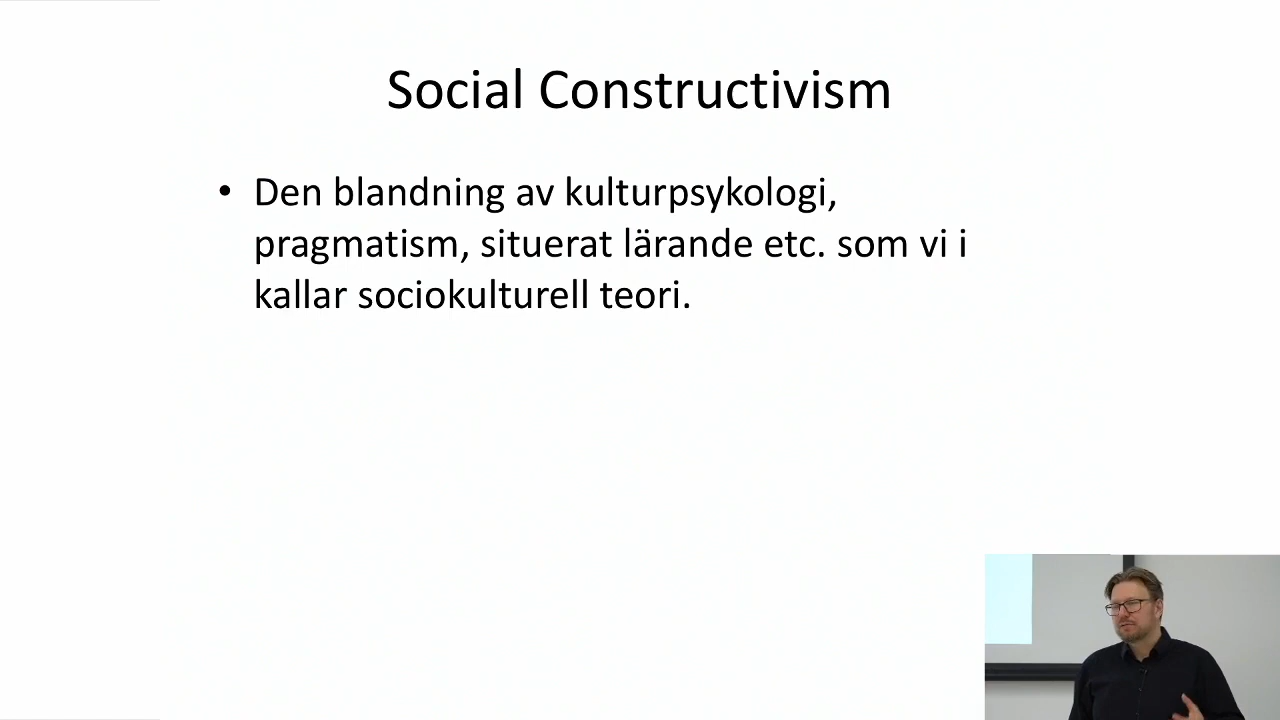 Social Constructivism
• Den blandning av kulturpsykologi,
pragmatism, situerat lärande etc. som vi i
kallar sociokulturell teori.